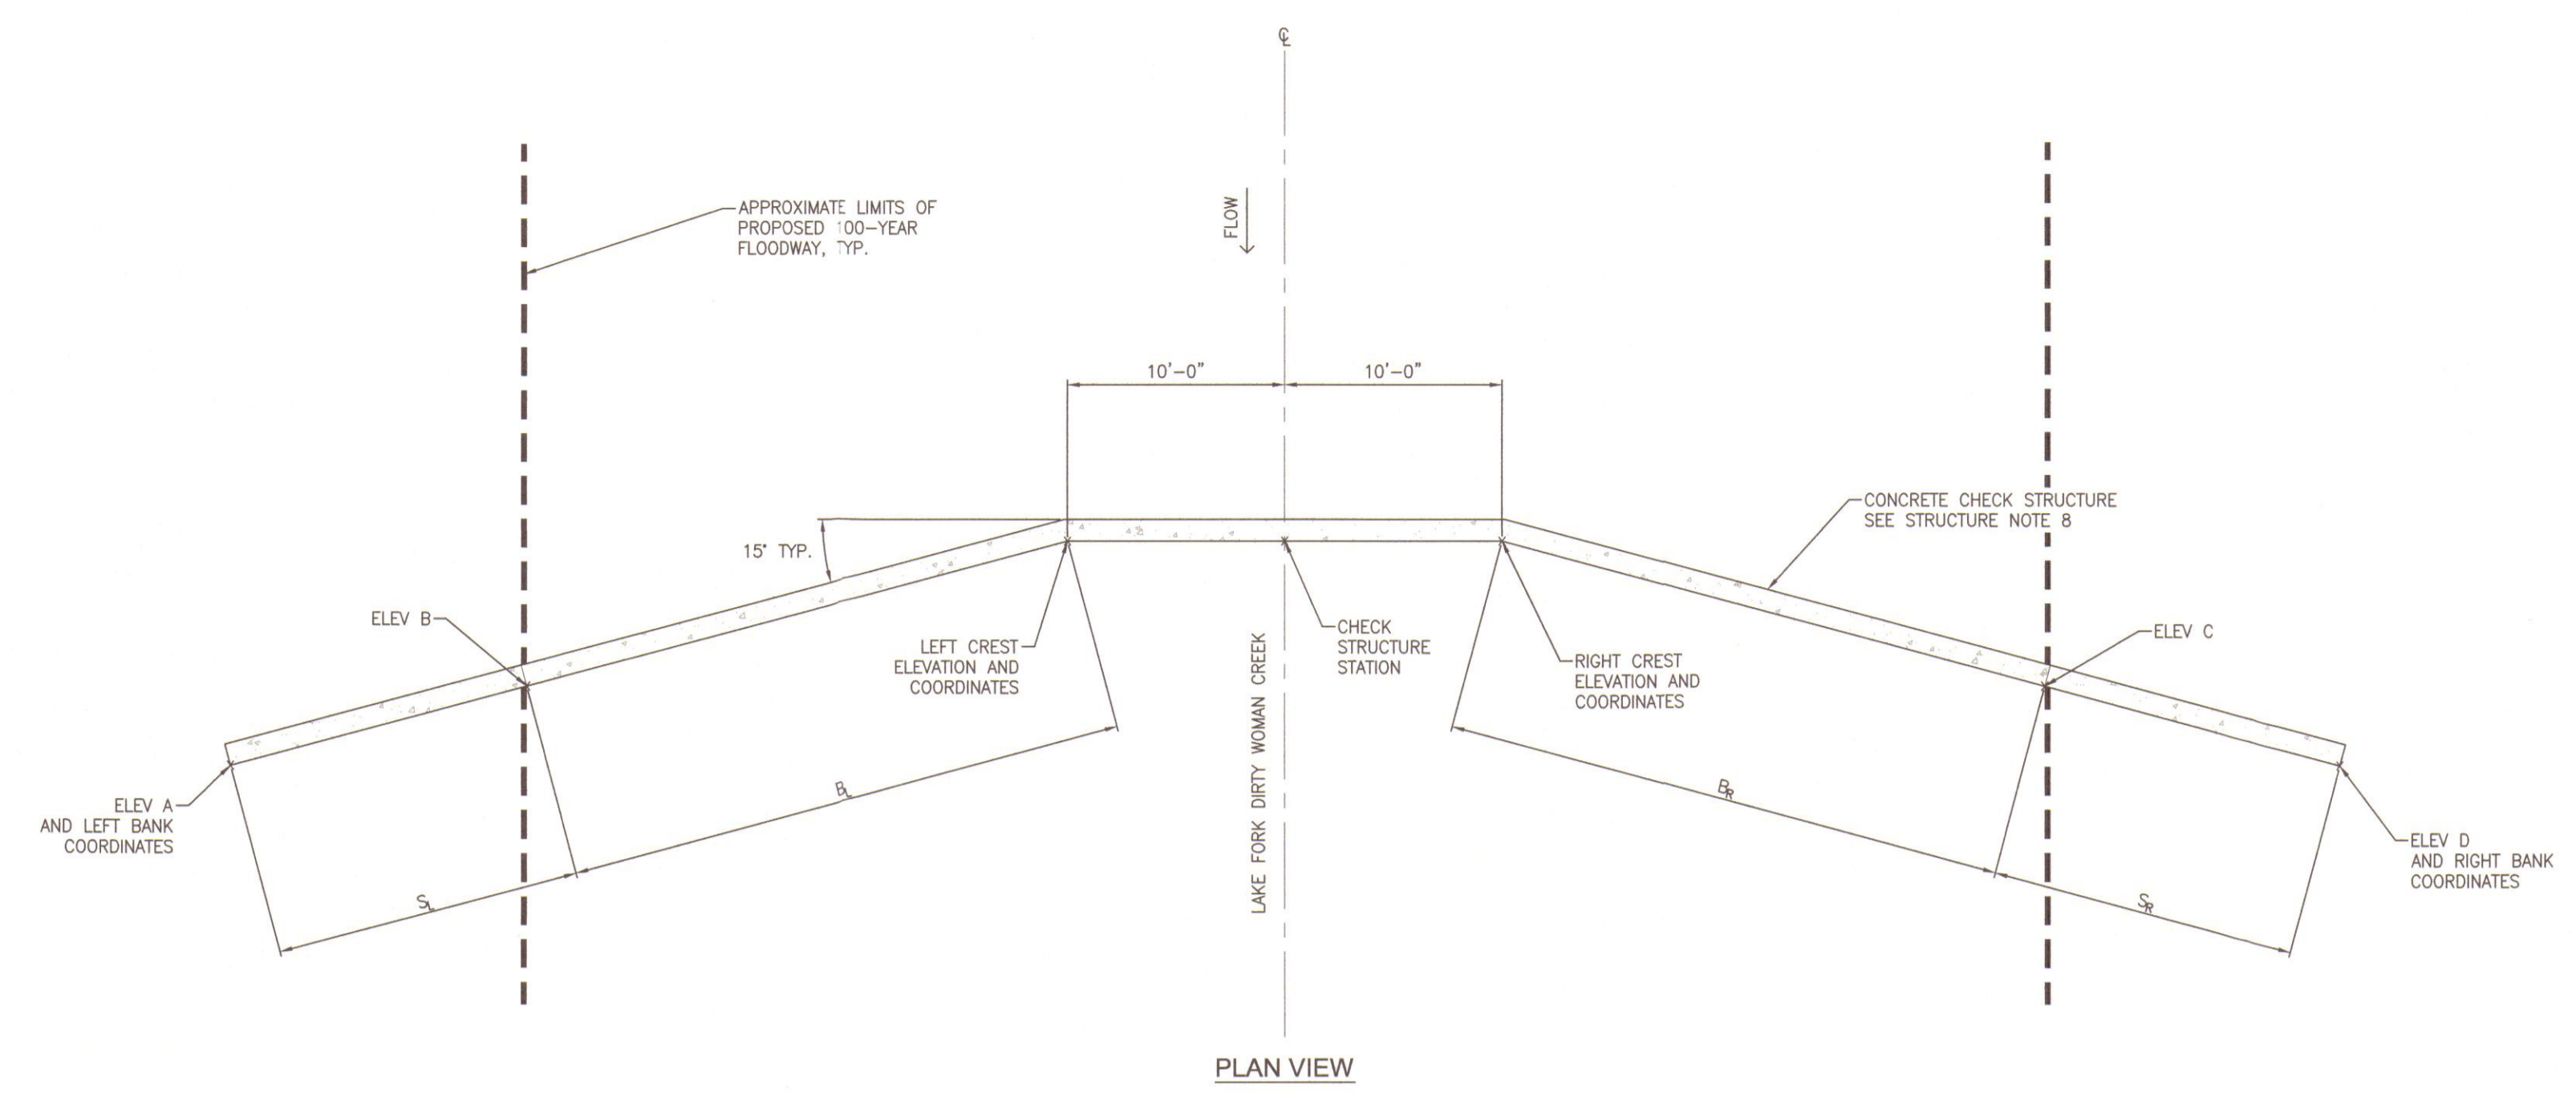 ℄
APPROXIMATE LIMITS OF
PROPOSED 100-YEAR
FLOODWAY, TYP.
FLOW
10'-0"
10'-0"
CONCRETE CHECK STRUCTURE
SEE STRUCTURE NOTE 8
15° TYP.
ELEV B
LEFT CREST
ELEVATION AND
COORDINATES
CHECK
STRUCTURE
STATION
RIGHT CREST
ELEVATION AND
COORDINATES
ELEV C
LAKE FORK DIRTY WOMAN CREEK
BL
BR
ELEV A
AND LEFT BANK
COORDINATES
ELEV D
AND RIGHT BANK
COORDINATES
SL
SR
PLAN VIEW